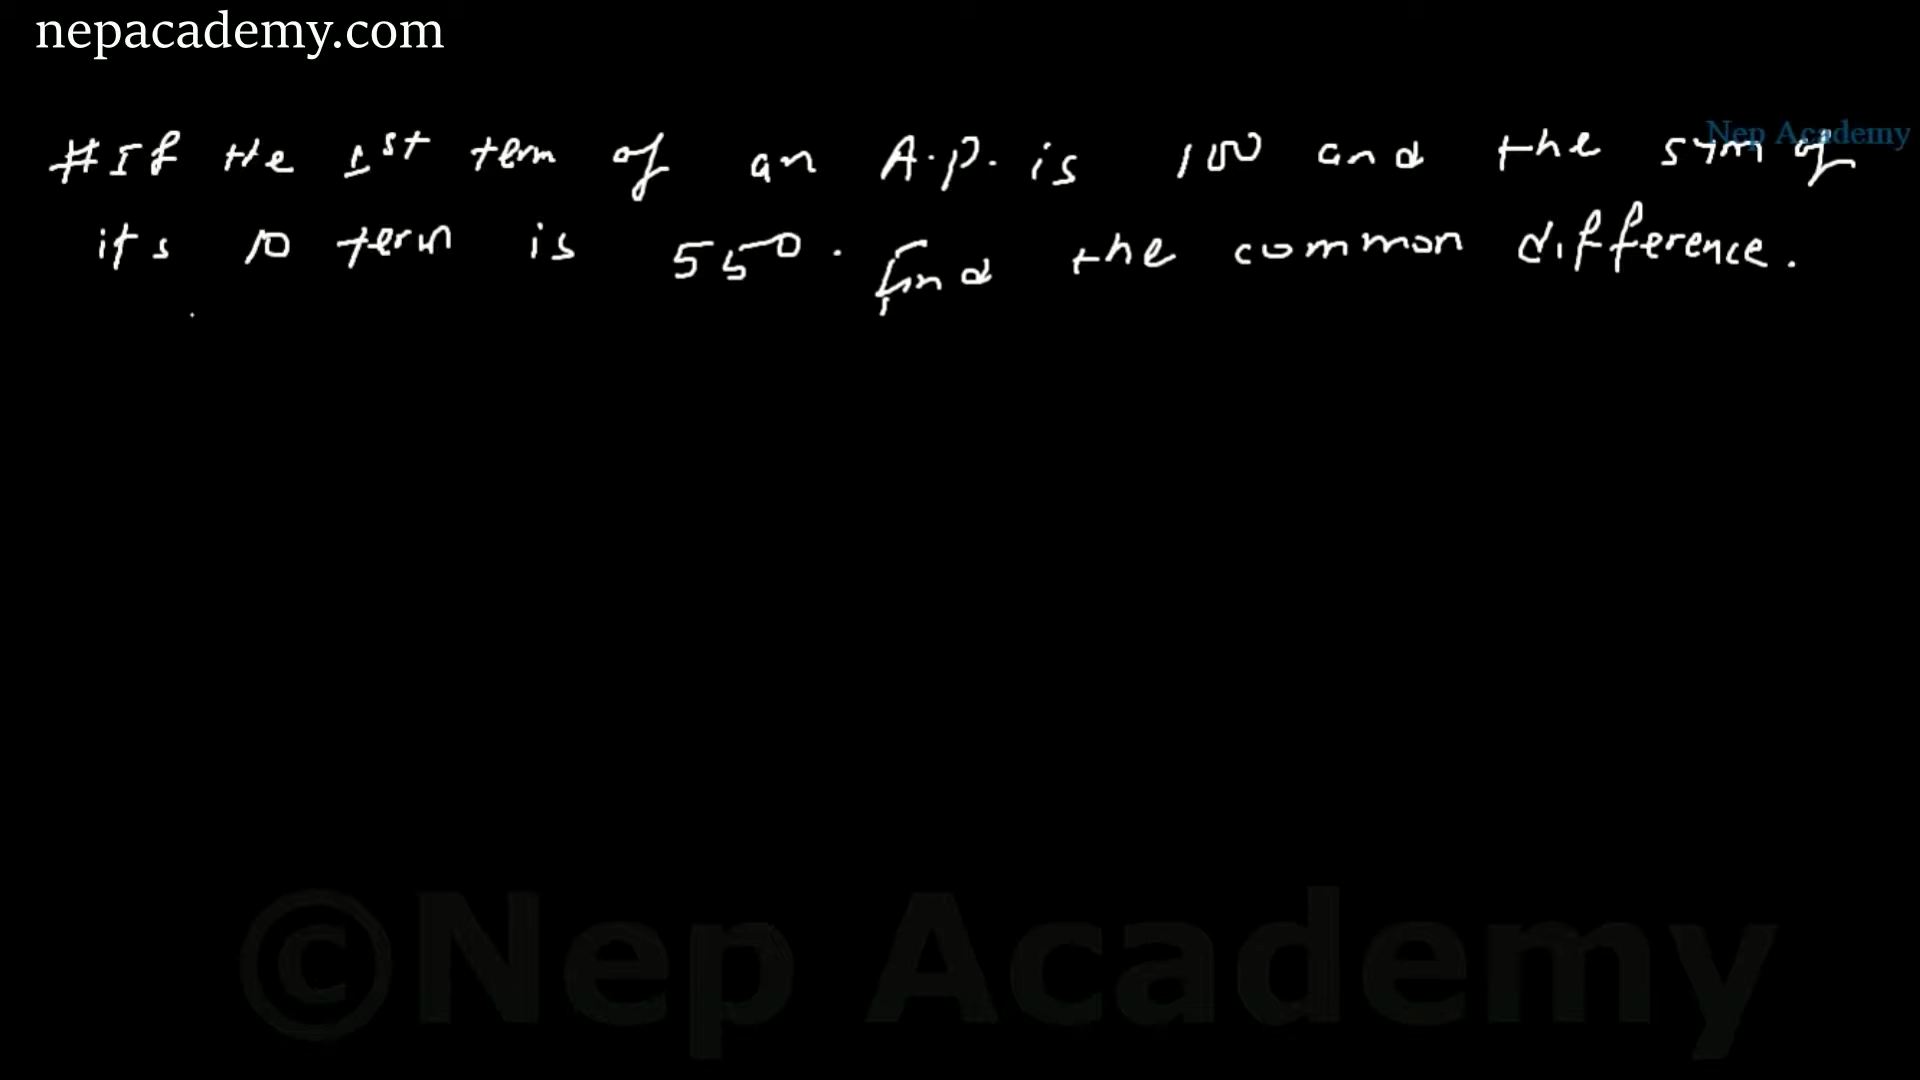 nepacademy.com
Nep Academy
#If the 1st term of an A.P. is 100 and the sum of
its 10 term is 550. find the common difference.
©Nep Academy